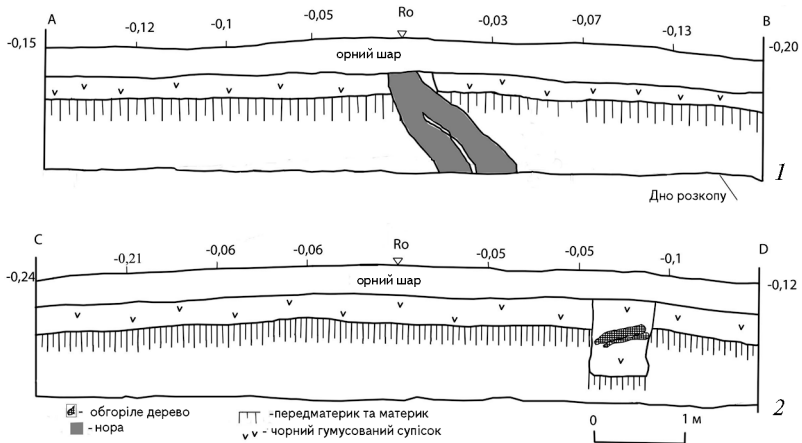 A Ro B
-0,15 -0,12 -0,1 -0,05 -0,03 -0,07 -0,13 -0,20
орний шар
Дно розкопу
1
C Ro D
-0,24 -0,21 -0,06 -0,06 -0,05 -0,05 -0,1 -0,12
орний шар
- обгоріле дерево
-передматерик та материк
-нора
- чорний гумусований супісок
0 1 м
2